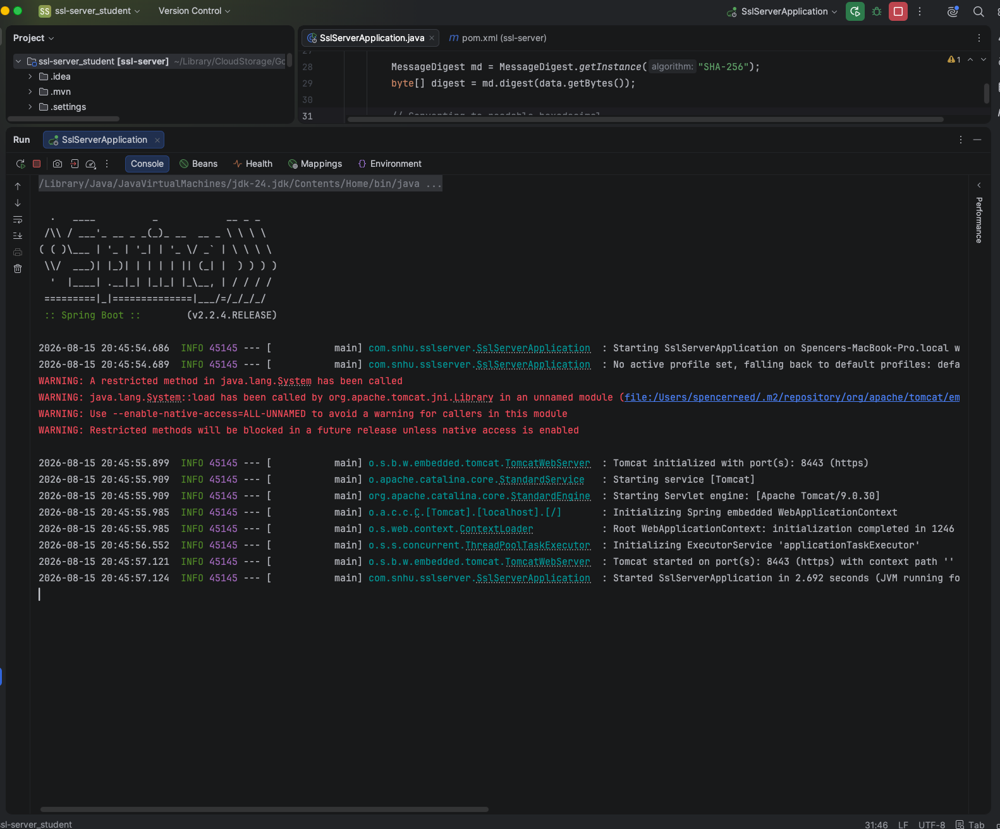 SS ssl-server_student Version Control SslServerApplication
Project
SslServerApplication.java pom.xml (ssl-server)
ssl-server_student [ssl-server] ~/Library/CloudStorage/Go
.idea
.mvn
.settings
28 MessageDigest md = MessageDigest.getInstance( algorithm: "SHA-256");
29 byte[] digest = md.digest(data.getBytes());
30
31
1
Run SslServerApplication
Console Beans Health Mappings Environment
/Library/Java/JavaVirtualMachines/jdk-24.jdk/Contents/Home/bin/java ...
  .   ____          _            __ _ _
 /\\ / ___'_ __ _ _(_)_ __  __ _ \ \ \ \
( ( )\___ | '_ | '_| | '_ \/ _` | \ \ \ \
 \\/  ___)| |_)| | | | | || (_| |  ) ) ) )
  '  |____| .__|_| |_|_| |_\__, | / / / /
 =========|_|==============|___/=/_/_/_/
 :: Spring Boot ::        (v2.2.4.RELEASE)
2026-08-15 20:45:54.686  INFO 45145 --- [           main] com.snhu.sslserver.SslServerApplication  : Starting SslServerApplication on Spencers-MacBook-Pro.local w
2026-08-15 20:45:54.689  INFO 45145 --- [           main] com.snhu.sslserver.SslServerApplication  : No active profile set, falling back to default profiles: defa
WARNING: A restricted method in java.lang.System has been called
WARNING: java.lang.System::load has been called by org.apache.tomcat.jni.Library in an unnamed module (file:/Users/spencerreed/.m2/repository/org/apache/tomcat/em
WARNING: Use --enable-native-access=ALL-UNNAMED to avoid a warning for callers in this module
WARNING: Restricted methods will be blocked in a future release unless native access is enabled
2026-08-15 20:45:55.899  INFO 45145 --- [           main] o.s.b.w.embedded.tomcat.TomcatWebServer  : Tomcat initialized with port(s): 8443 (https)
2026-08-15 20:45:55.909  INFO 45145 --- [           main] o.apache.catalina.core.StandardService   : Starting service [Tomcat]
2026-08-15 20:45:55.909  INFO 45145 --- [           main] org.apache.catalina.core.StandardEngine  : Starting Servlet engine: [Apache Tomcat/9.0.30]
2026-08-15 20:45:55.985  INFO 45145 --- [           main] o.a.c.c.C.[Tomcat].[localhost].[/]       : Initializing Spring embedded WebApplicationContext
2026-08-15 20:45:55.985  INFO 45145 --- [           main] o.s.web.context.ContextLoader            : Root WebApplicationContext: initialization completed in 1246
2026-08-15 20:45:56.552  INFO 45145 --- [           main] o.s.s.concurrent.ThreadPoolTaskExecutor  : Initializing ExecutorService 'applicationTaskExecutor'
2026-08-15 20:45:57.121  INFO 45145 --- [           main] o.s.b.w.embedded.tomcat.TomcatWebServer  : Tomcat started on port(s): 8443 (https) with context path ''
2026-08-15 20:45:57.124  INFO 45145 --- [           main] com.snhu.sslserver.SslServerApplication  : Started SslServerApplication in 2.692 seconds (JVM running fo
Performance
sl-server_student 31:46 LF UTF-8 Tab